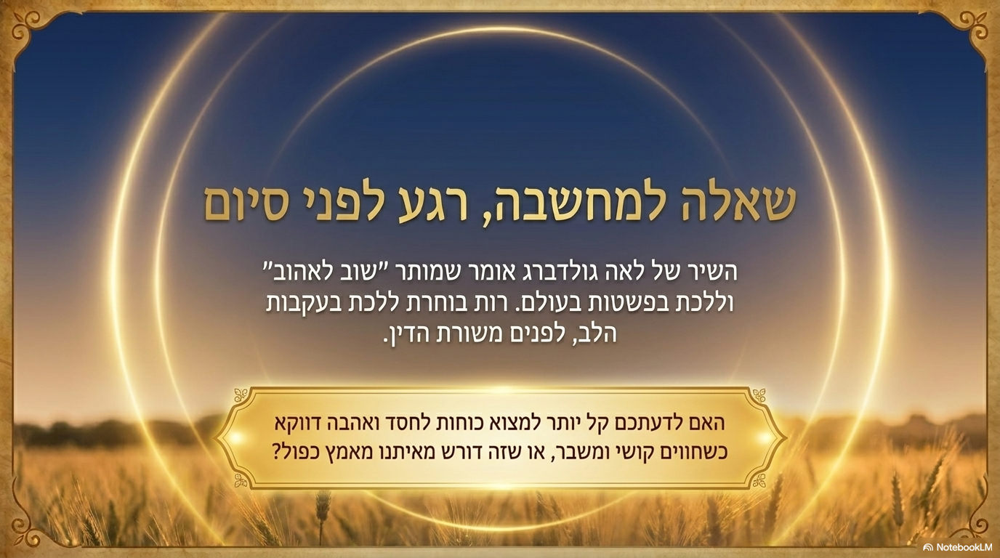 שאלה למחשבה, רגע לפני סיום
השיר של לאה גולדברג אומר שמותר "שוב לאהוב"
וללכת בפשטות בעולם. רות בוחרת ללכת בעקבות
הלב, לפנים משורת הדין.
האם לדעתכם קל יותר למצוא כוחות לחסד ואהבה דווקא
כשחווים קושי ומשבר, או שזה דורש מאיתנו מאמץ כפול?
NotebookLM